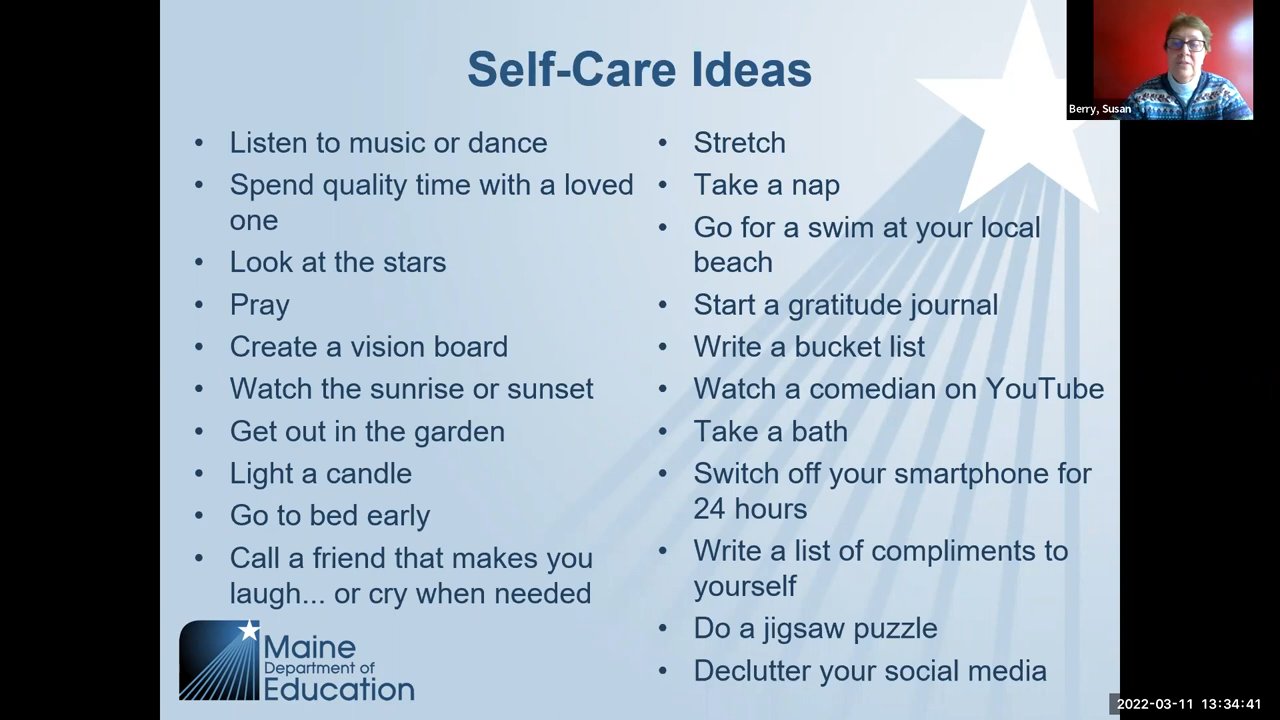 Self-Care Ideas
Berry, Susan
• Listen to music or dance
• Spend quality time with a loved
one
• Look at the stars
• Pray
• Create a vision board
• Watch the sunrise or sunset
• Get out in the garden
• Light a candle
• Go to bed early
• Call a friend that makes you
laugh... or cry when needed
• Stretch
• Take a nap
• Go for a swim at your local
beach
• Start a gratitude journal
• Write a bucket list
• Watch a comedian on YouTube
• Take a bath
• Switch off your smartphone for
24 hours
• Write a list of compliments to
yourself
• Do a jigsaw puzzle
• Declutter your social media
Maine
Department of
Education
2022-03-11 13:34:41